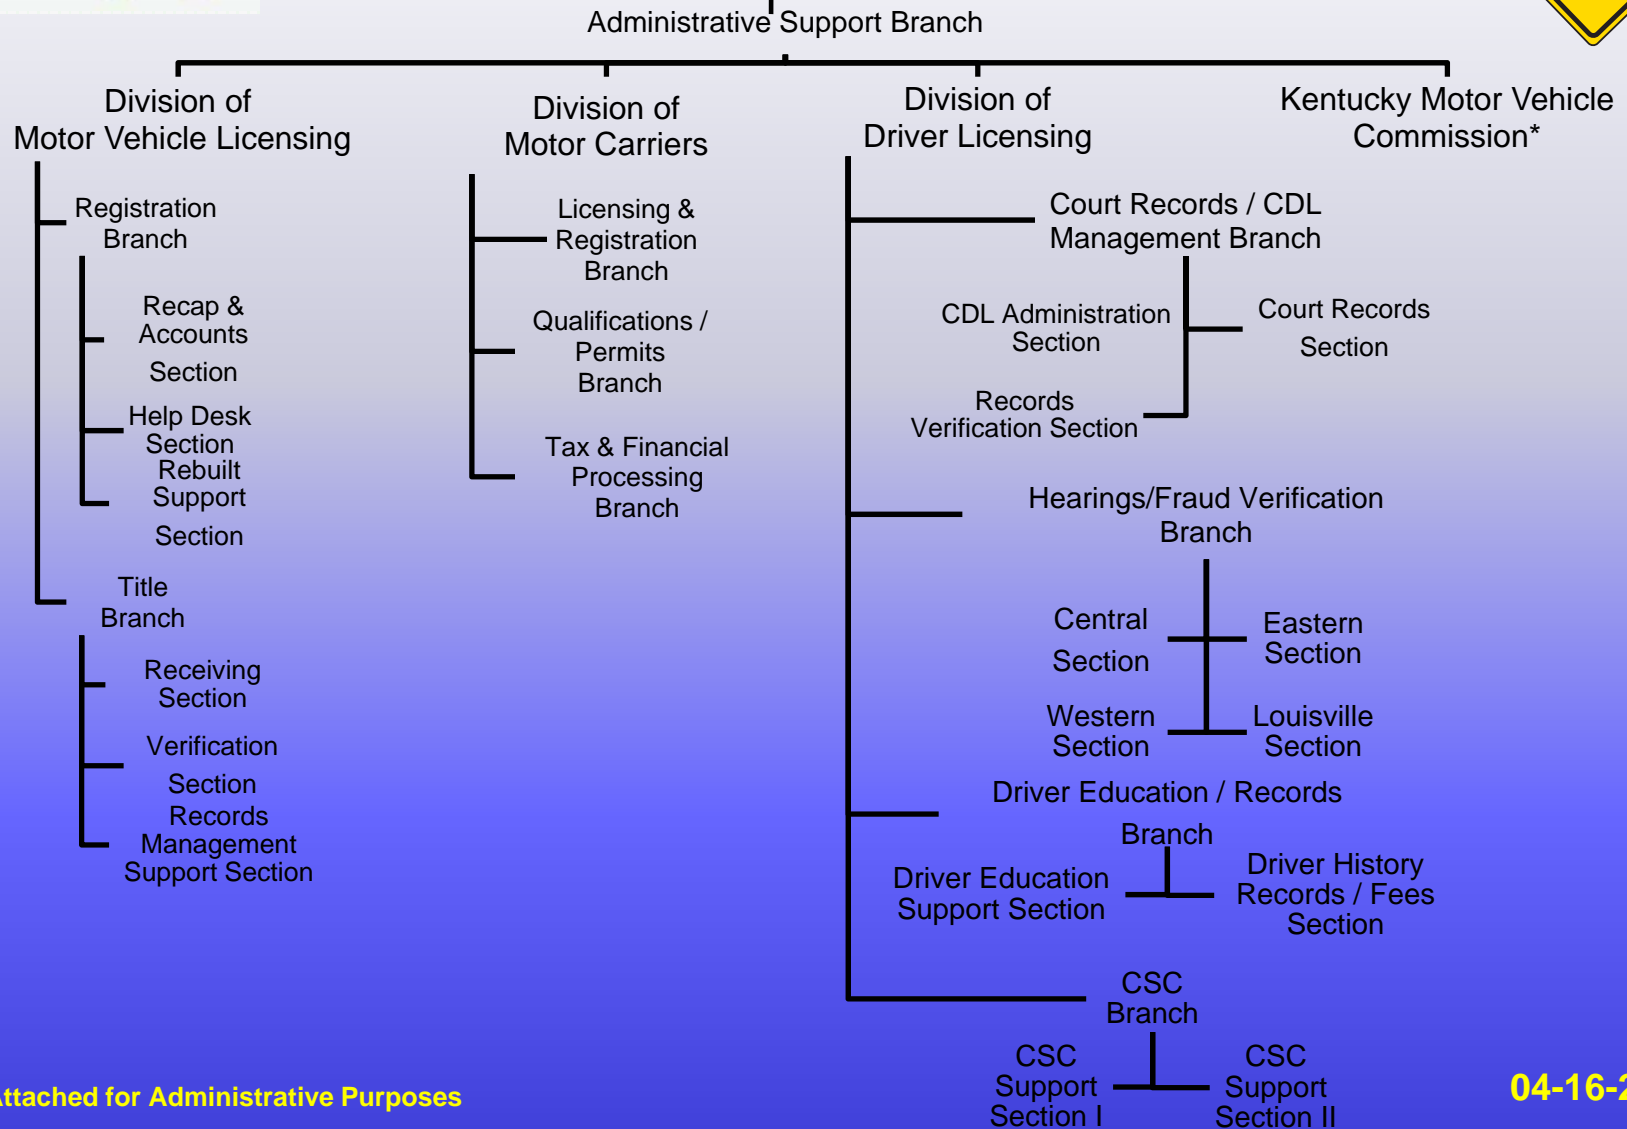 Administrative Support Branch
Division of
Motor Vehicle Licensing
Division of
Motor Carriers
Division of
Driver Licensing
Kentucky Motor Vehicle
Commission*
Registration
Branch
Recap &
Accounts
Section
Help Desk
Section
Rebuilt
Support
Section
Title
Branch
Receiving
Section
Verification
Section
Records
Management
Support Section
Licensing &
Registration
Branch
Qualifications /
Permits
Branch
Tax & Financial
Processing
Branch
Court Records / CDL
Management Branch
CDL Administration
Section
Court Records
Section
Records
Verification Section
Hearings/Fraud Verification
Branch
Central
Section
Eastern
Section
Western
Section
Louisville
Section
Driver Education / Records
Branch
Driver Education
Support Section
Driver History
Records / Fees
Section
CSC
Branch
CSC
Support
Section I
CSC
Support
Section II
ttached for Administrative Purposes
04-16-2